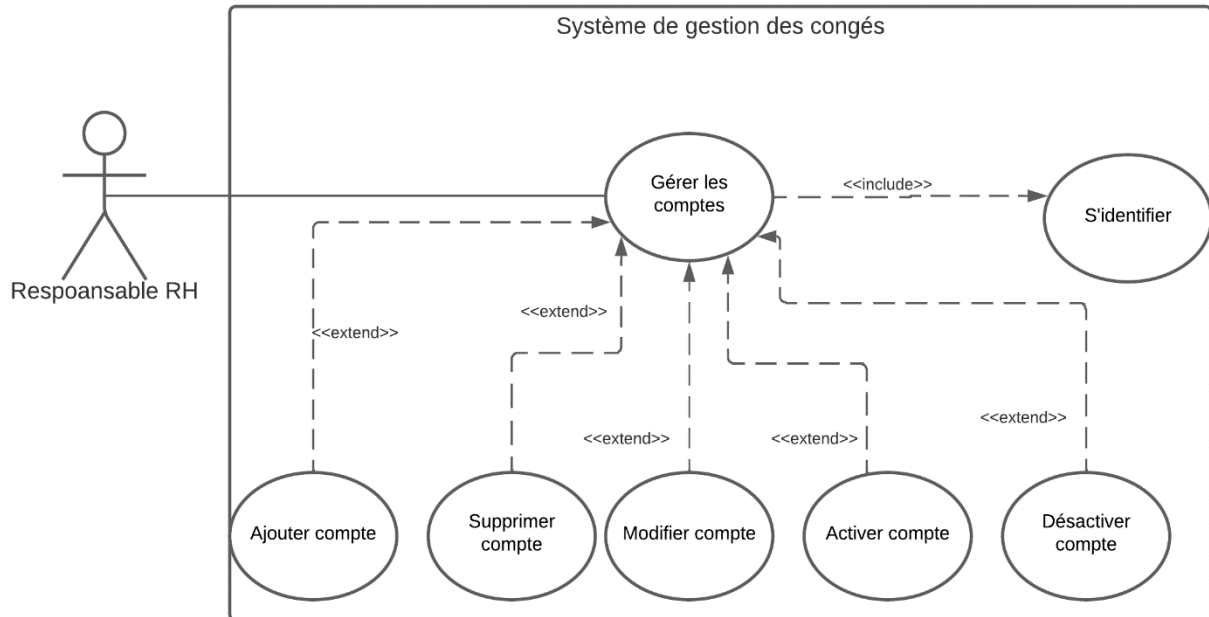 Système de gestion des congés
Gérer les
comptes
<<include>>
S'identifier
Respoansable RH
<<extend>>
<<extend>>
<<extend>>
<<extend>>
<<extend>>
Ajouter compte
Supprimer
compte
Modifier compte
Activer compte
Désactiver
compte